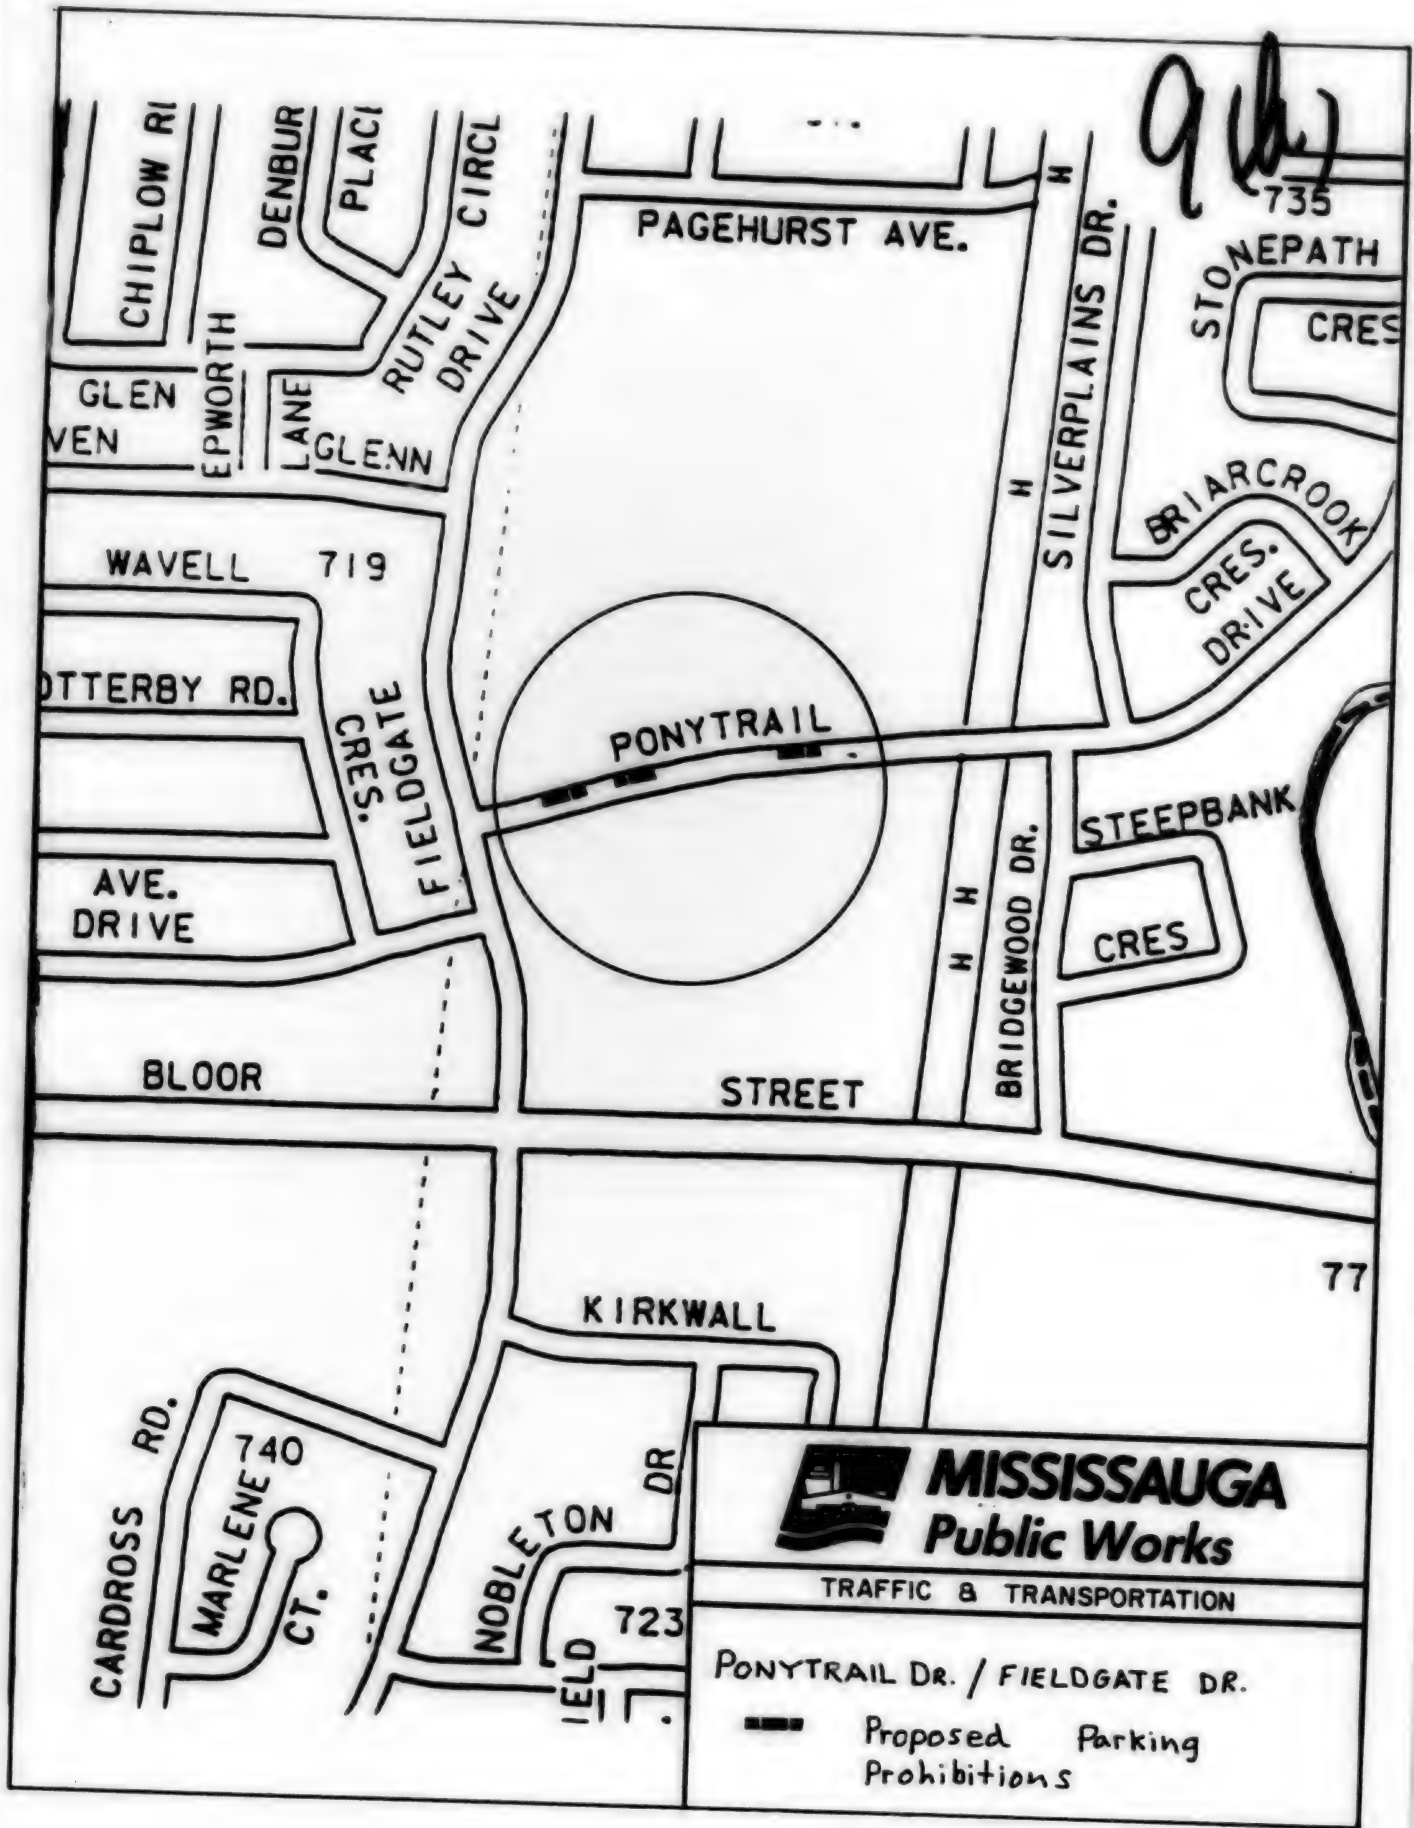 9(b)
CHIPLOW RI
DENBUR
PLACI
RUTLEY CIRCL
DRIVE
PAGEHURST AVE.
H
735
STONEPATH
CRES
SILVERPLAINS DR.
GLEN
VEN
EPWORTH
LANE
GLENN
H
BRIARCROOK
CRES.
DRIVE
WAVELL 719
OTTERBY RD.
CRES.
FIELDGATE
PONYTRAIL
STEEPBANK
CRES
AVE.
DRIVE
H
H
BRIDGEWOOD DR.
BLOOR STREET
77
KIRKWALL
CARDROSS RD.
740
MARLENE
CT.
NOBLETON DR
723
IELD
MISSISSAUGA
Public Works
TRAFFIC & TRANSPORTATION
PONYTRAIL DR. / FIELDGATE DR.
Proposed Parking
Prohibitions